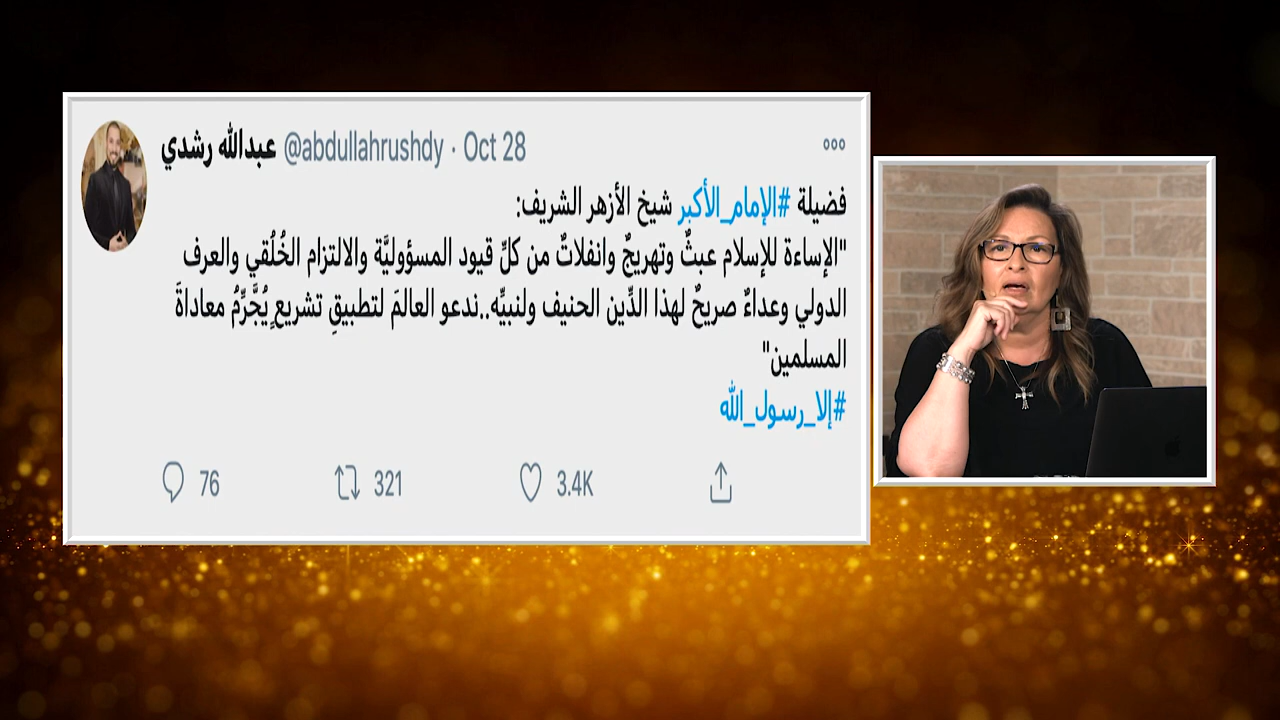 عبدالله رشدي @abdullahrushdy · Oct 28
فضيلة #الإمام_الأكبر شيخ الأزهر الشريف:
"الإساءة للإسلام عبثٌ وتهريجٌ وانفلاتٌ من كلِّ قيود المسؤوليَّة والالتزام الخُلُقي والعرف
الدولي وعداءٌ صريحٌ لهذا الدِّين الحنيف ولنبيِّه..ندعو العالمَ لتطبيقِ تشريعٍ يُجَرِّمُ معاداةَ
المسلمين"
#إلا_رسول_الله
76 321 3.4K